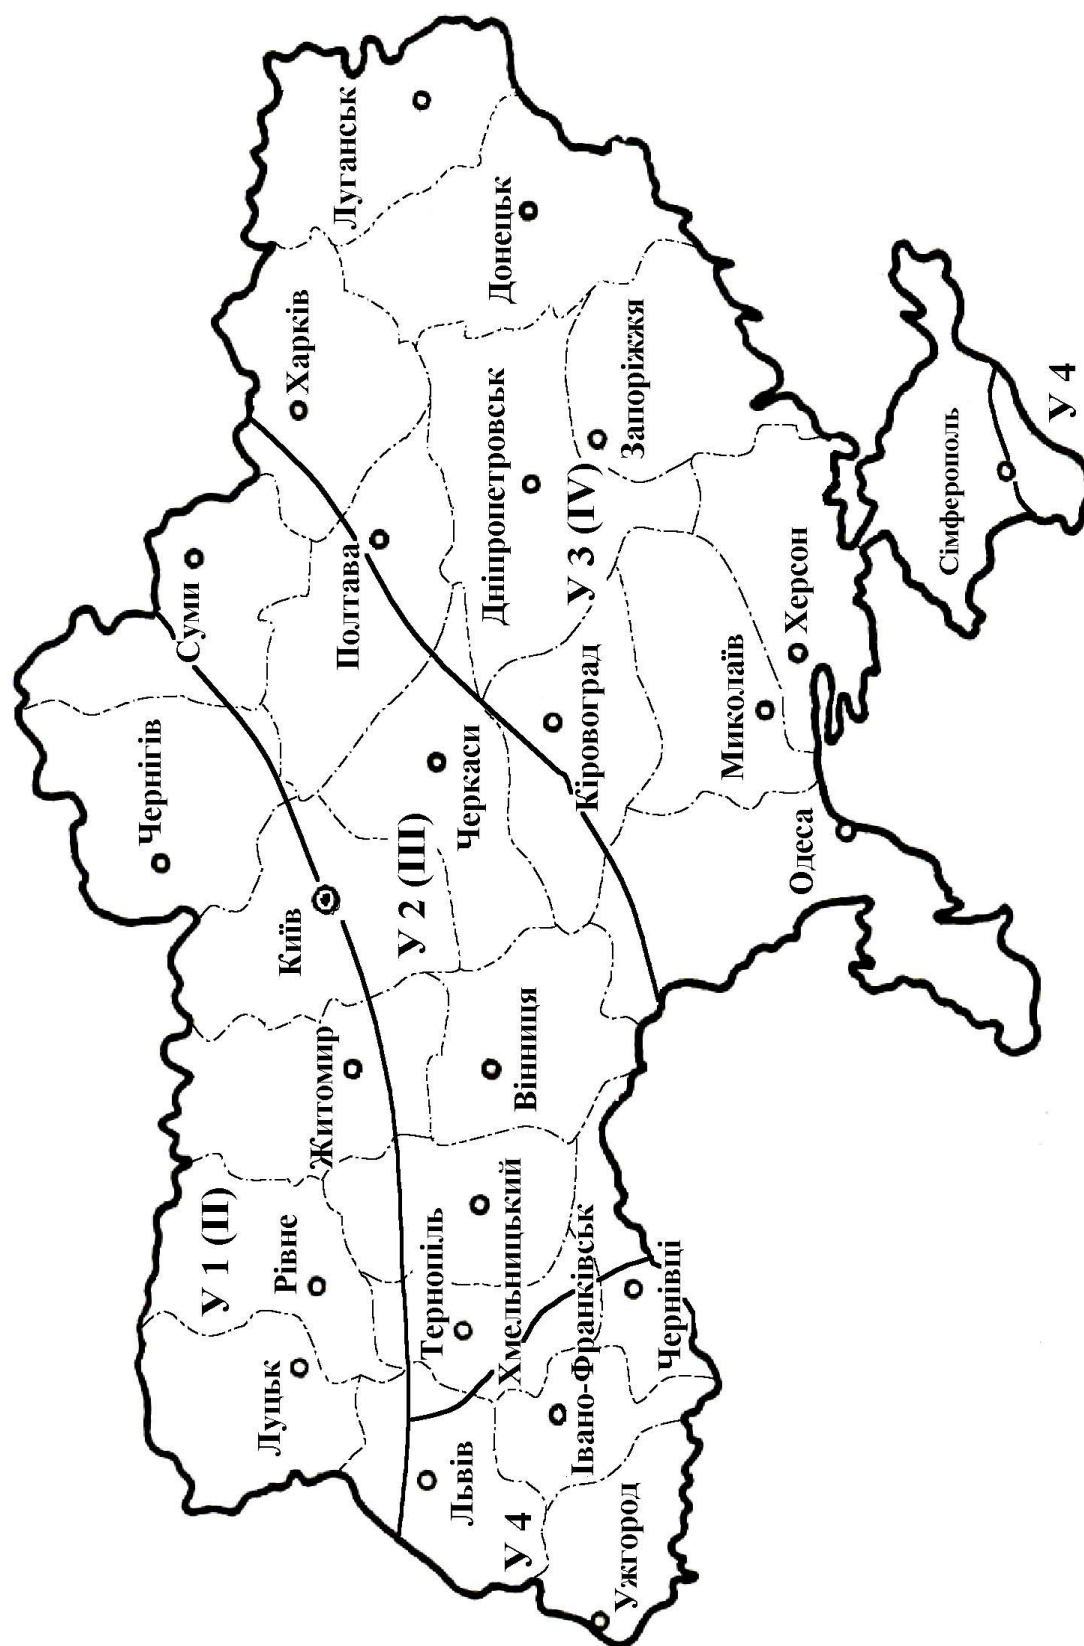 Луцьк
Рівне
У 1 (II)
Житомир
Київ
Чернігів
Суми
Харків
Луганськ
Львів
Тернопіль
Хмельницький
Вінниця
У 2 (III)
Черкаси
Полтава
Дніпропетровськ
Донецьк
У 4
Ужгород
Івано-Франківськ
Чернівці
Кіровоград
У 3 (IV)
Запоріжжя
Одеса
Миколаїв
Херсон
Сімферополь
У 4